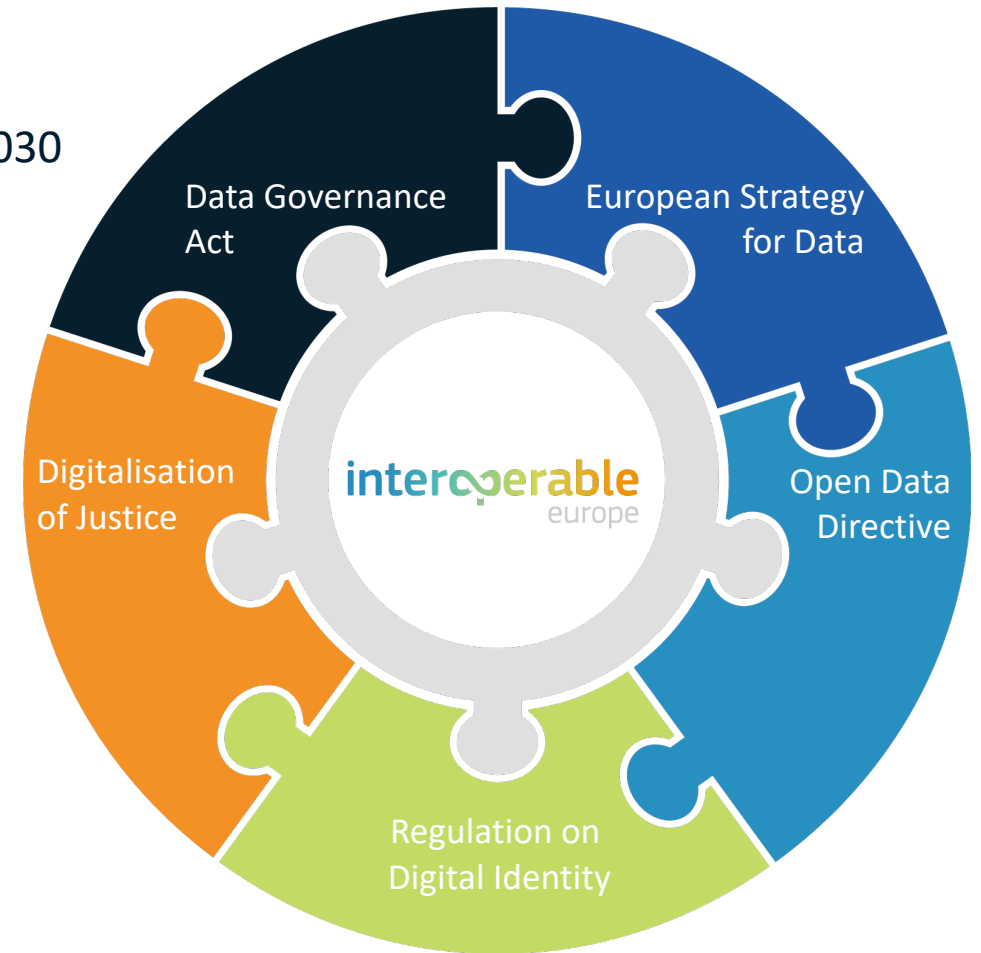 030
Data Governance
Act
European Strategy
for Data
Digitalisation
of Justice
interoperable
europe
Open Data
Directive
Regulation on
Digital Identity